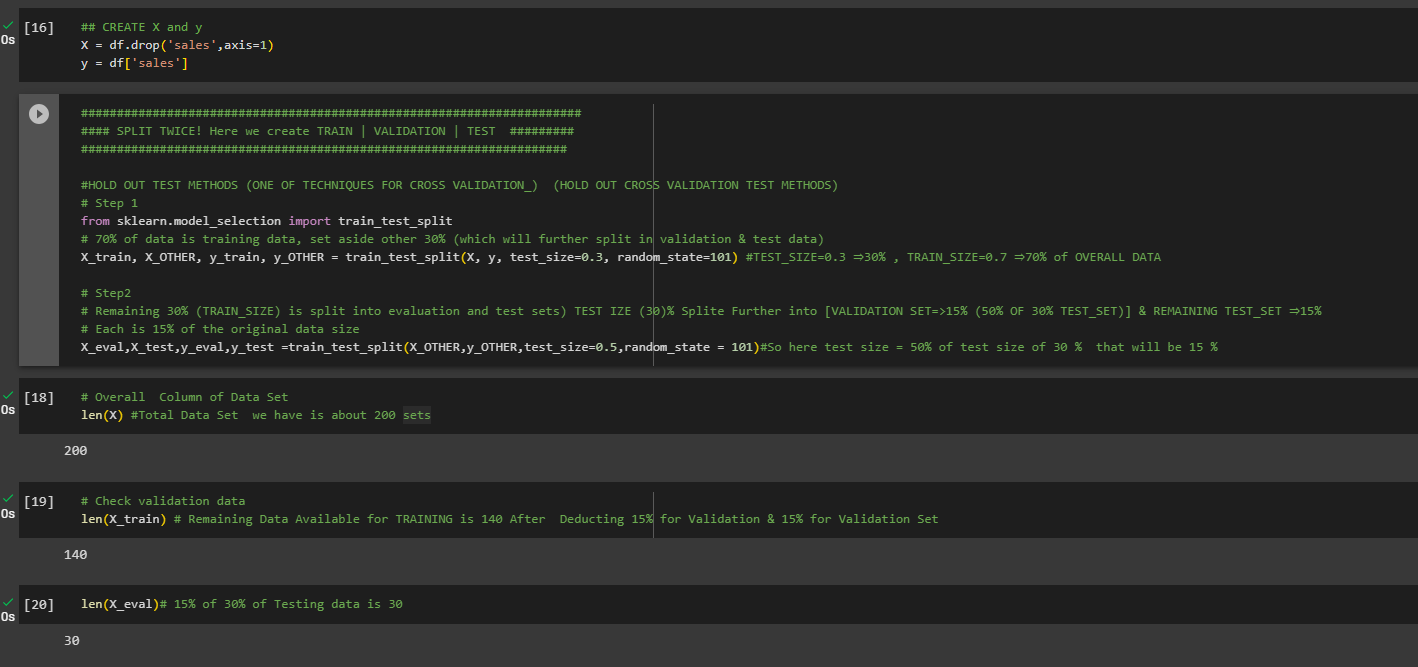 [16] ## CREATE X and y
0s X = df.drop('sales',axis=1)
y = df['sales']
######################################################################
#### SPLIT TWICE! Here we create TRAIN | VALIDATION | TEST  #########
####################################################################
#HOLD OUT TEST METHODS (ONE OF TECHNIQUES FOR CROSS VALIDATION_)  (HOLD OUT CROSS VALIDATION TEST METHODS)
# Step 1
from sklearn.model_selection import train_test_split
# 70% of data is training data, set aside other 30% (which will further split in validation & test data)
X_train, X_OTHER, y_train, y_OTHER = train_test_split(X, y, test_size=0.3, random_state=101) #TEST_SIZE=0.3 =>30% , TRAIN_SIZE=0.7 =>70% of OVERALL DATA
# Step2
# Remaining 30% (TRAIN_SIZE) is split into evaluation and test sets) TEST IZE (30)% Splite Further into [VALIDATION SET=>15% (50% OF 30% TEST_SET)] & REMAINING TEST_SET =>15%
# Each is 15% of the original data size
X_eval,X_test,y_eval,y_test =train_test_split(X_OTHER,y_OTHER,test_size=0.5,random_state = 101)#So here test size = 50% of test size of 30 %  that will be 15 %
[18] # Overall  Column of Data Set
0s len(X) #Total Data Set  we have is about 200 sets
200
[19] # Check validation data
0s len(X_train) # Remaining Data Available for TRAINING is 140 After  Deducting 15% for Validation & 15% for Validation Set
140
[20] len(X_eval)# 15% of 30% of Testing data is 30
0s
30